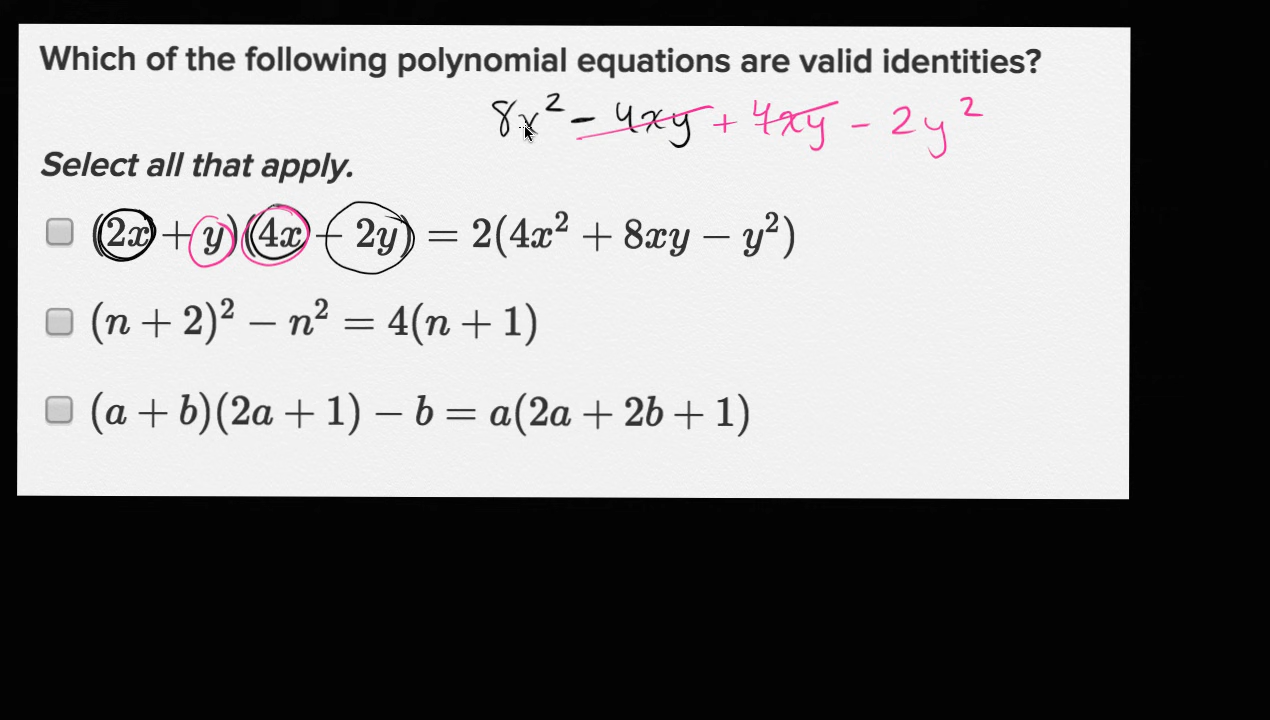 Which of the following polynomial equations are valid identities?
8x² - 4xy + 4xy - 2y²
Select all that apply.
(2x + y)(4x - 2y) = 2(4x² + 8xy - y²)
(n + 2)² - n² = 4(n + 1)
(a + b)(2a + 1) - b = a(2a + 2b + 1)